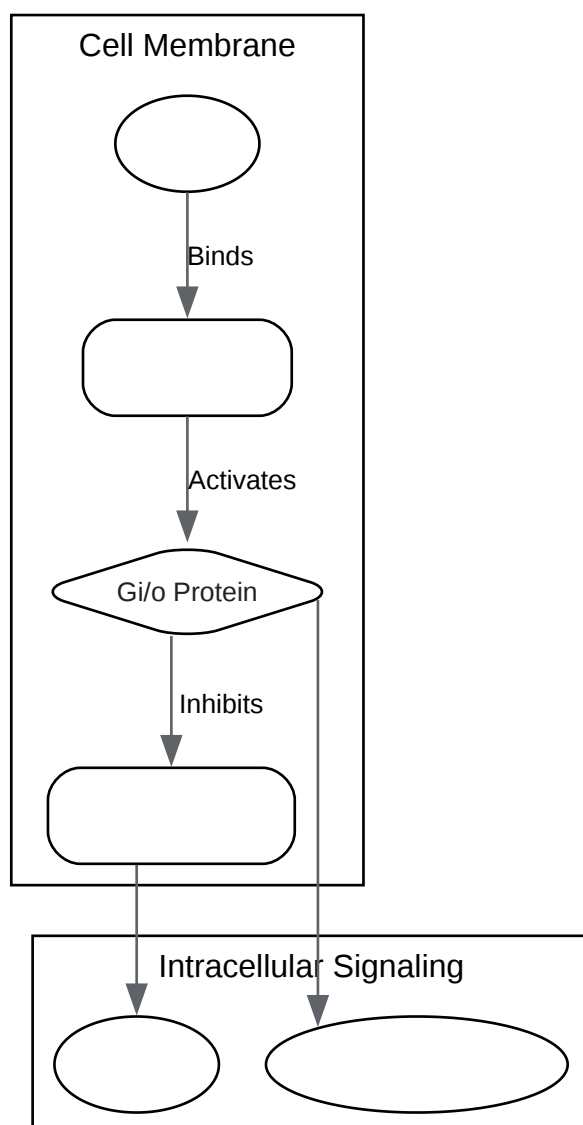 Cell Membrane
Binds
Activates
Gi/o Protein
Inhibits
Intracellular Signaling